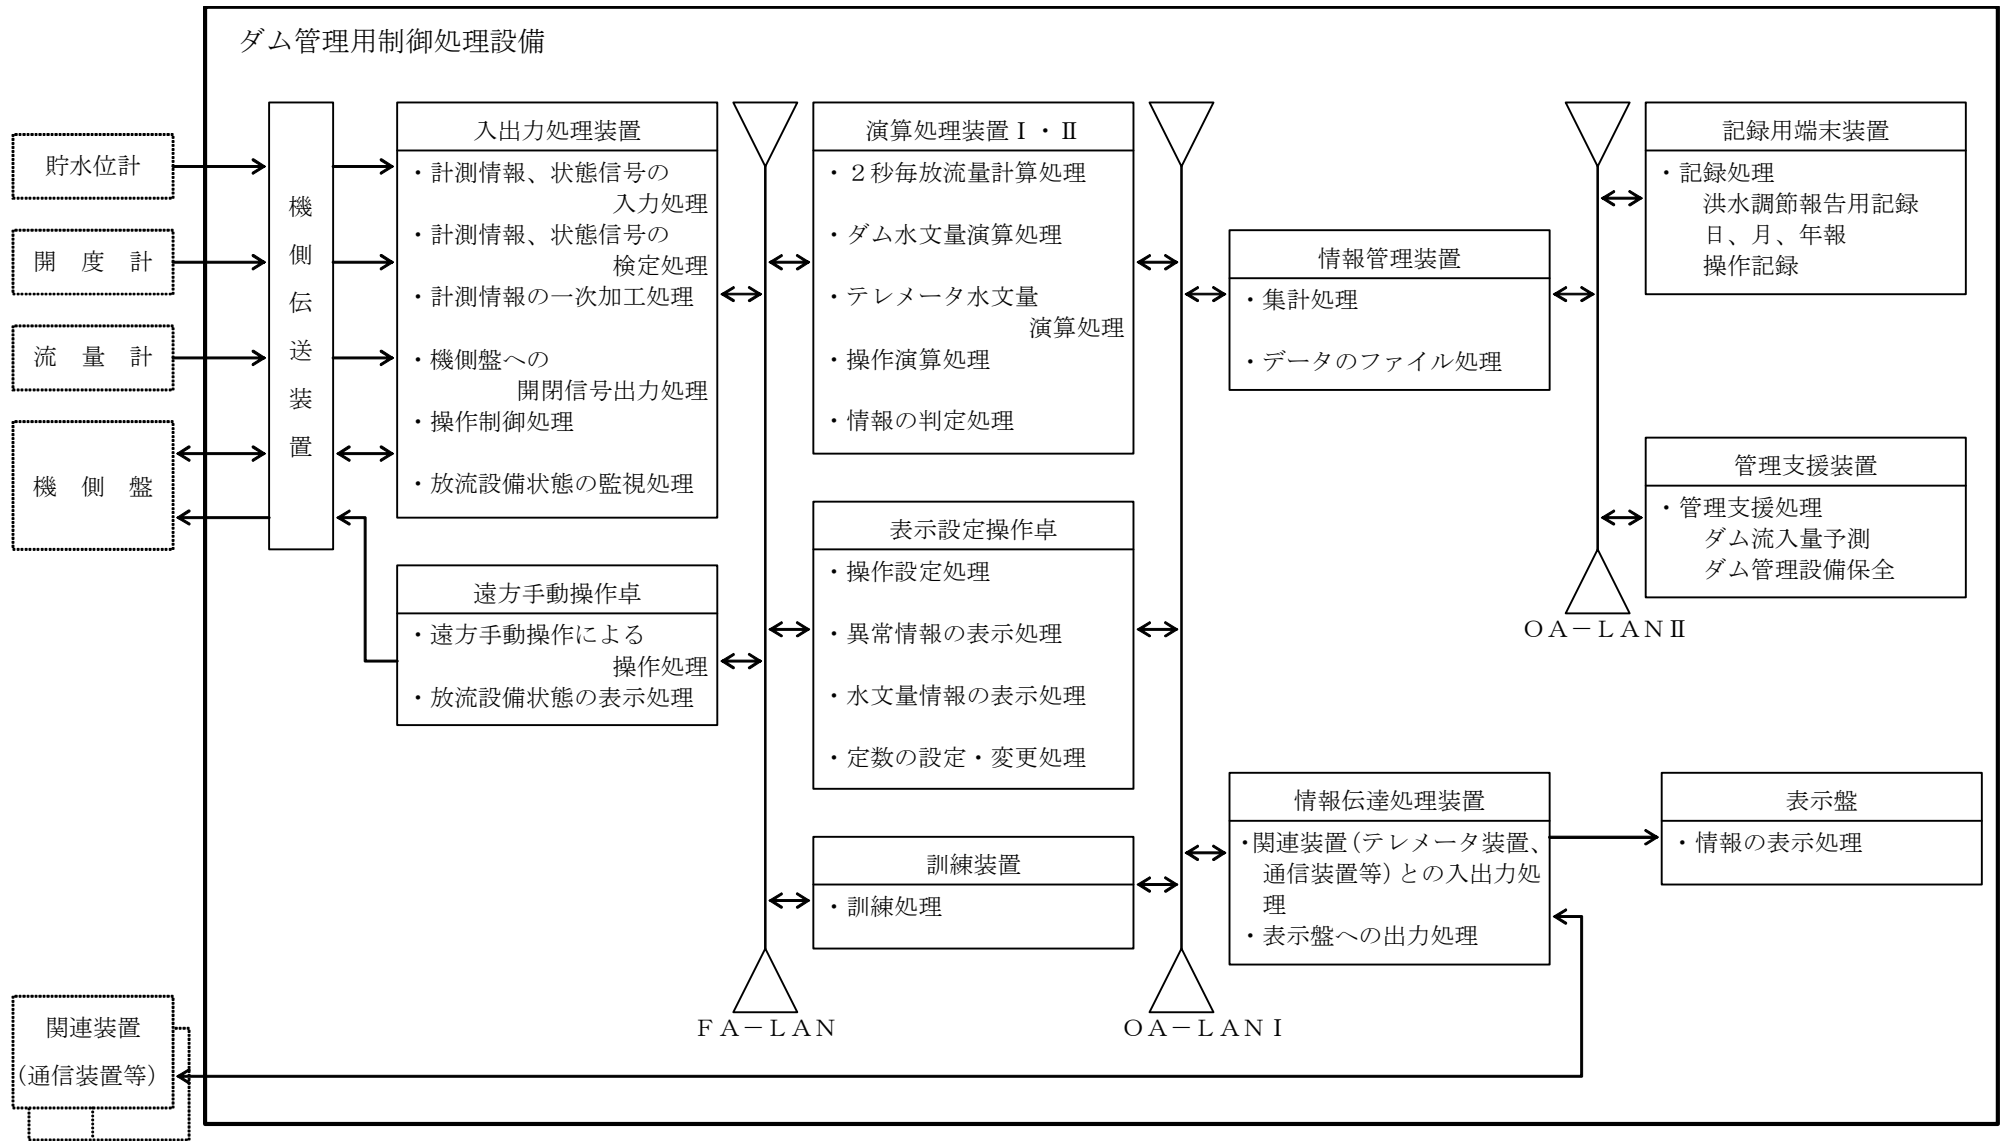 ダム管理用制御処理設備
貯水位計
開度計
流量計
機側盤
関連装置
(通信装置等)
機側伝送装置
入出力処理装置
・計測情報、状態信号の
入力処理
・計測情報、状態信号の
検定処理
・計測情報の一次加工処理
・機側盤への
開閉信号出力処理
・操作制御処理
・放流設備状態の監視処理
遠方手動操作卓
・遠方手動操作による
操作処理
・放流設備状態の表示処理
FA-LAN
演算処理装置Ⅰ・Ⅱ
・2秒毎放流量計算処理
・ダム水文量演算処理
・テレメータ水文量
演算処理
・操作演算処理
・情報の判定処理
表示設定操作卓
・操作設定処理
・異常情報の表示処理
・水文量情報の表示処理
・定数の設定・変更処理
訓練装置
・訓練処理
OA-LANⅠ
情報管理装置
・集計処理
・データのファイル処理
情報伝達処理装置
・関連装置(テレメータ装置、
通信装置等)との入出力処
理
・表示盤への出力処理
OA-LANⅡ
記録用端末装置
・記録処理
洪水調節報告用記録
日、月、年報
操作記録
管理支援装置
・管理支援処理
ダム流入量予測
ダム管理設備保全
表示盤
・情報の表示処理